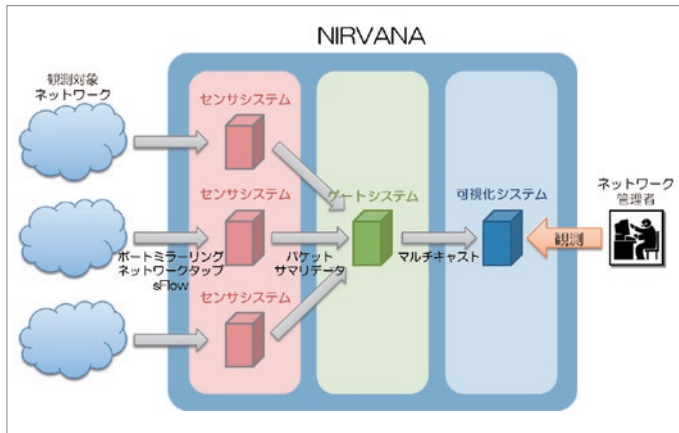 NIRVANA
観測対象
ネットワーク
センサシステム
センサシステム
センサシステム
ポートミラーリング
ネットワークタップ
sFlow
パケット
サマリデータ
ゲートシステム
マルチキャスト
可視化システム
観測
ネットワーク
管理者